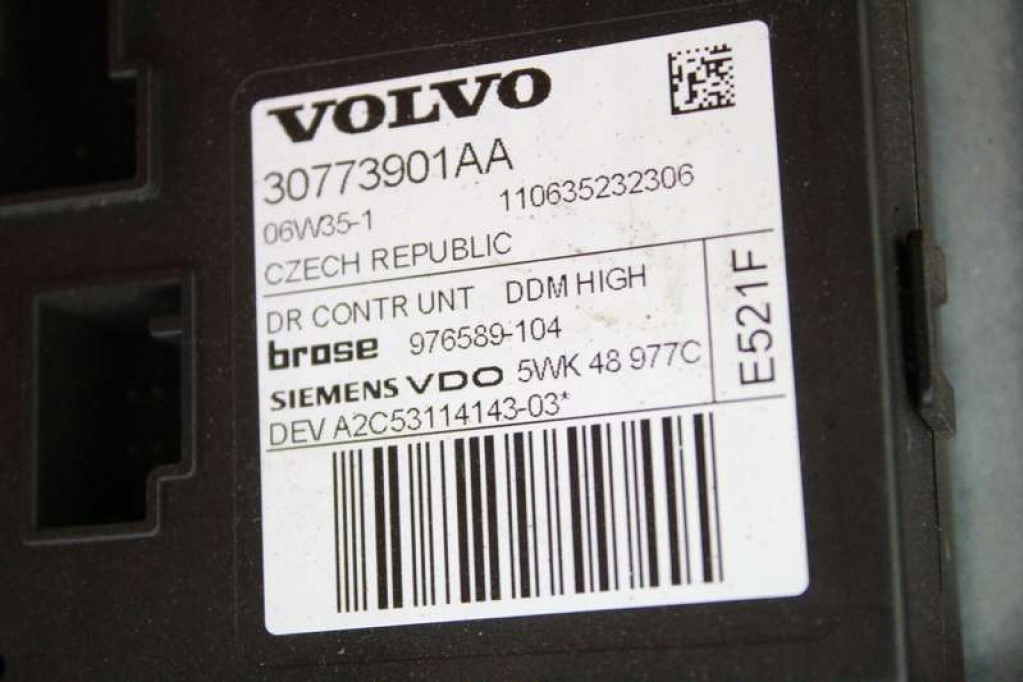 VOLVO
30773901AA
06W35-1 110635232306
CZECH REPUBLIC
DR CONTR UNT DDM HIGH
brose 976589-104
SIEMENS VDO 5WK 48 977C
DEV A2C53114143-03*
E521F